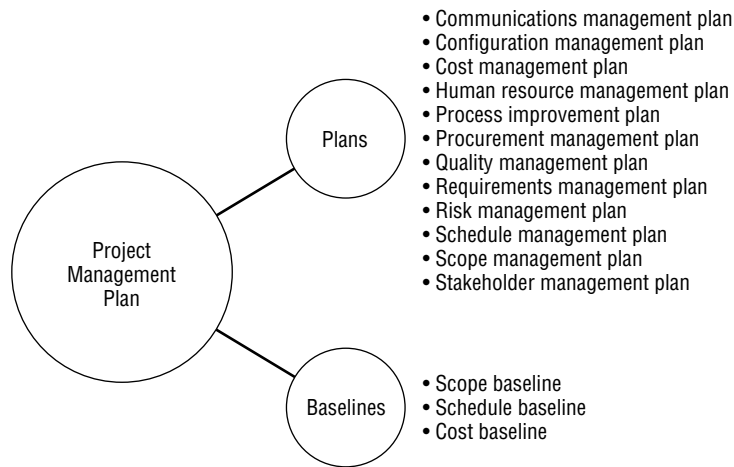 • Communications management plan
• Configuration management plan
• Cost management plan
• Human resource management plan
• Process improvement plan
• Procurement management plan
• Quality management plan
• Requirements management plan
• Risk management plan
• Schedule management plan
• Scope management plan
• Stakeholder management plan
Plans
Project
Management
Plan
Baselines
• Scope baseline
• Schedule baseline
• Cost baseline